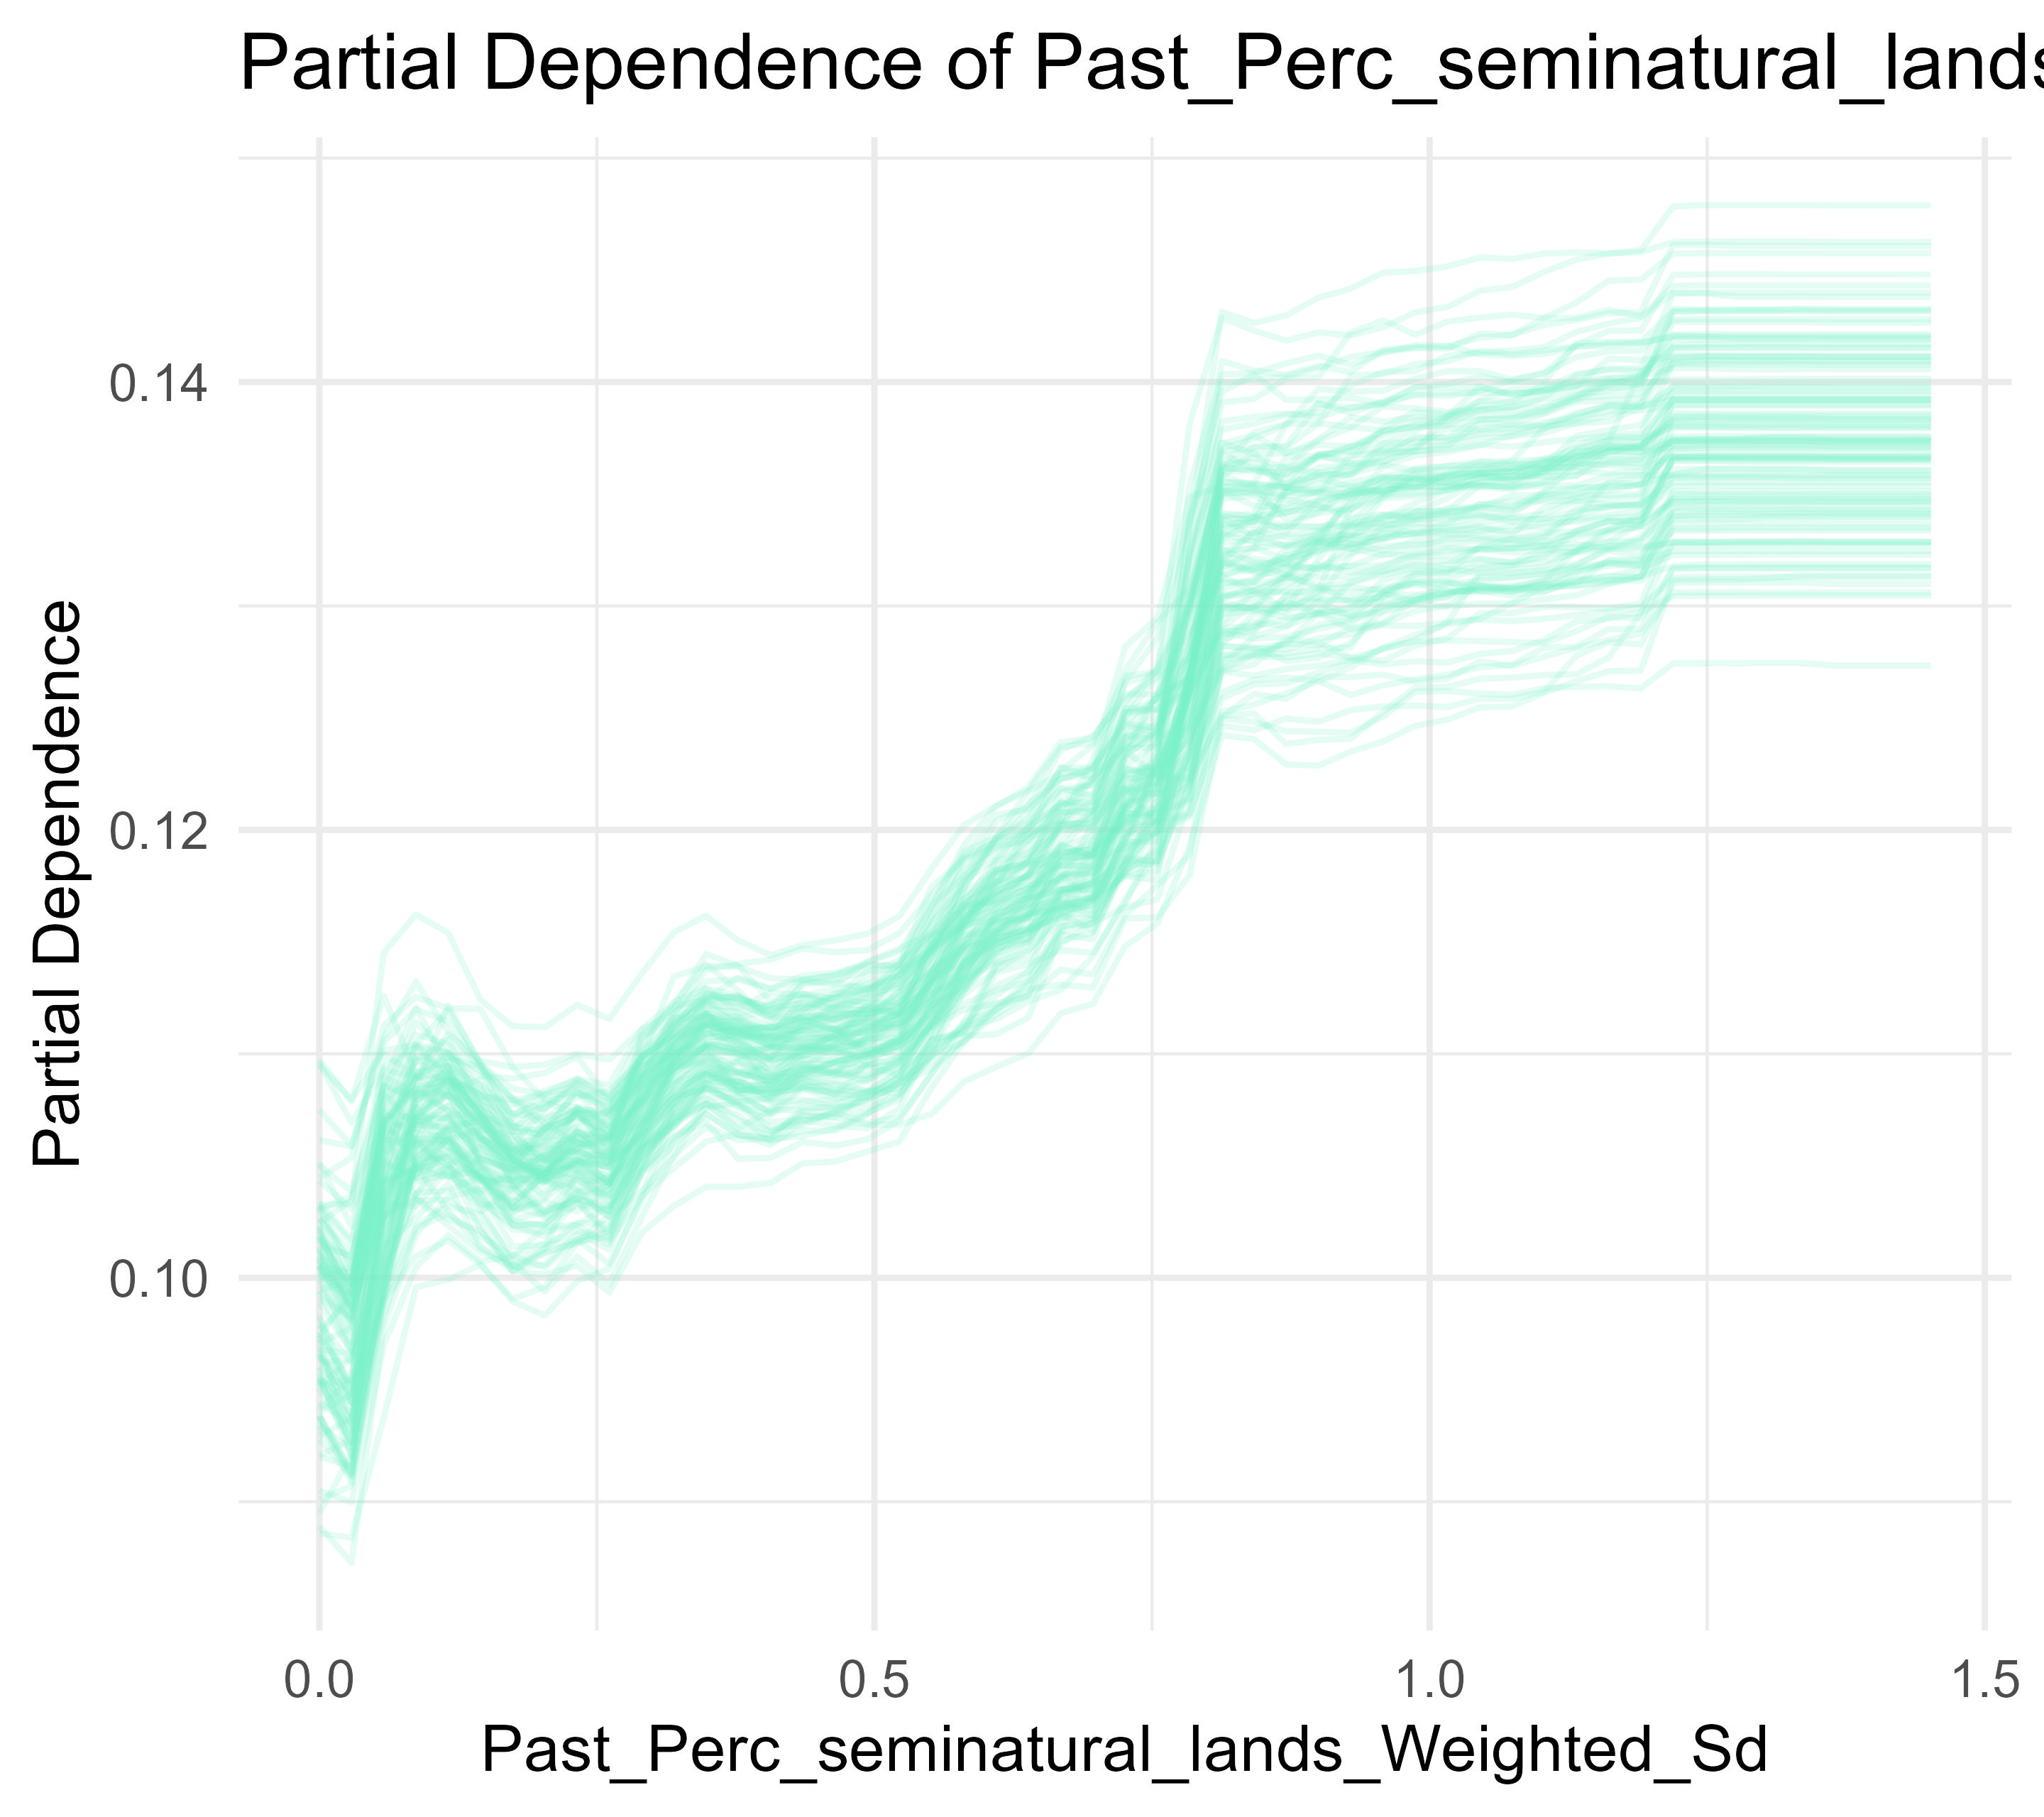 Partial Dependence of Past_Perc_seminatural_lands
0.14
0.12
0.10
Partial Dependence
0.0 0.5 1.0 1.5
Past_Perc_seminatural_lands_Weighted_Sd